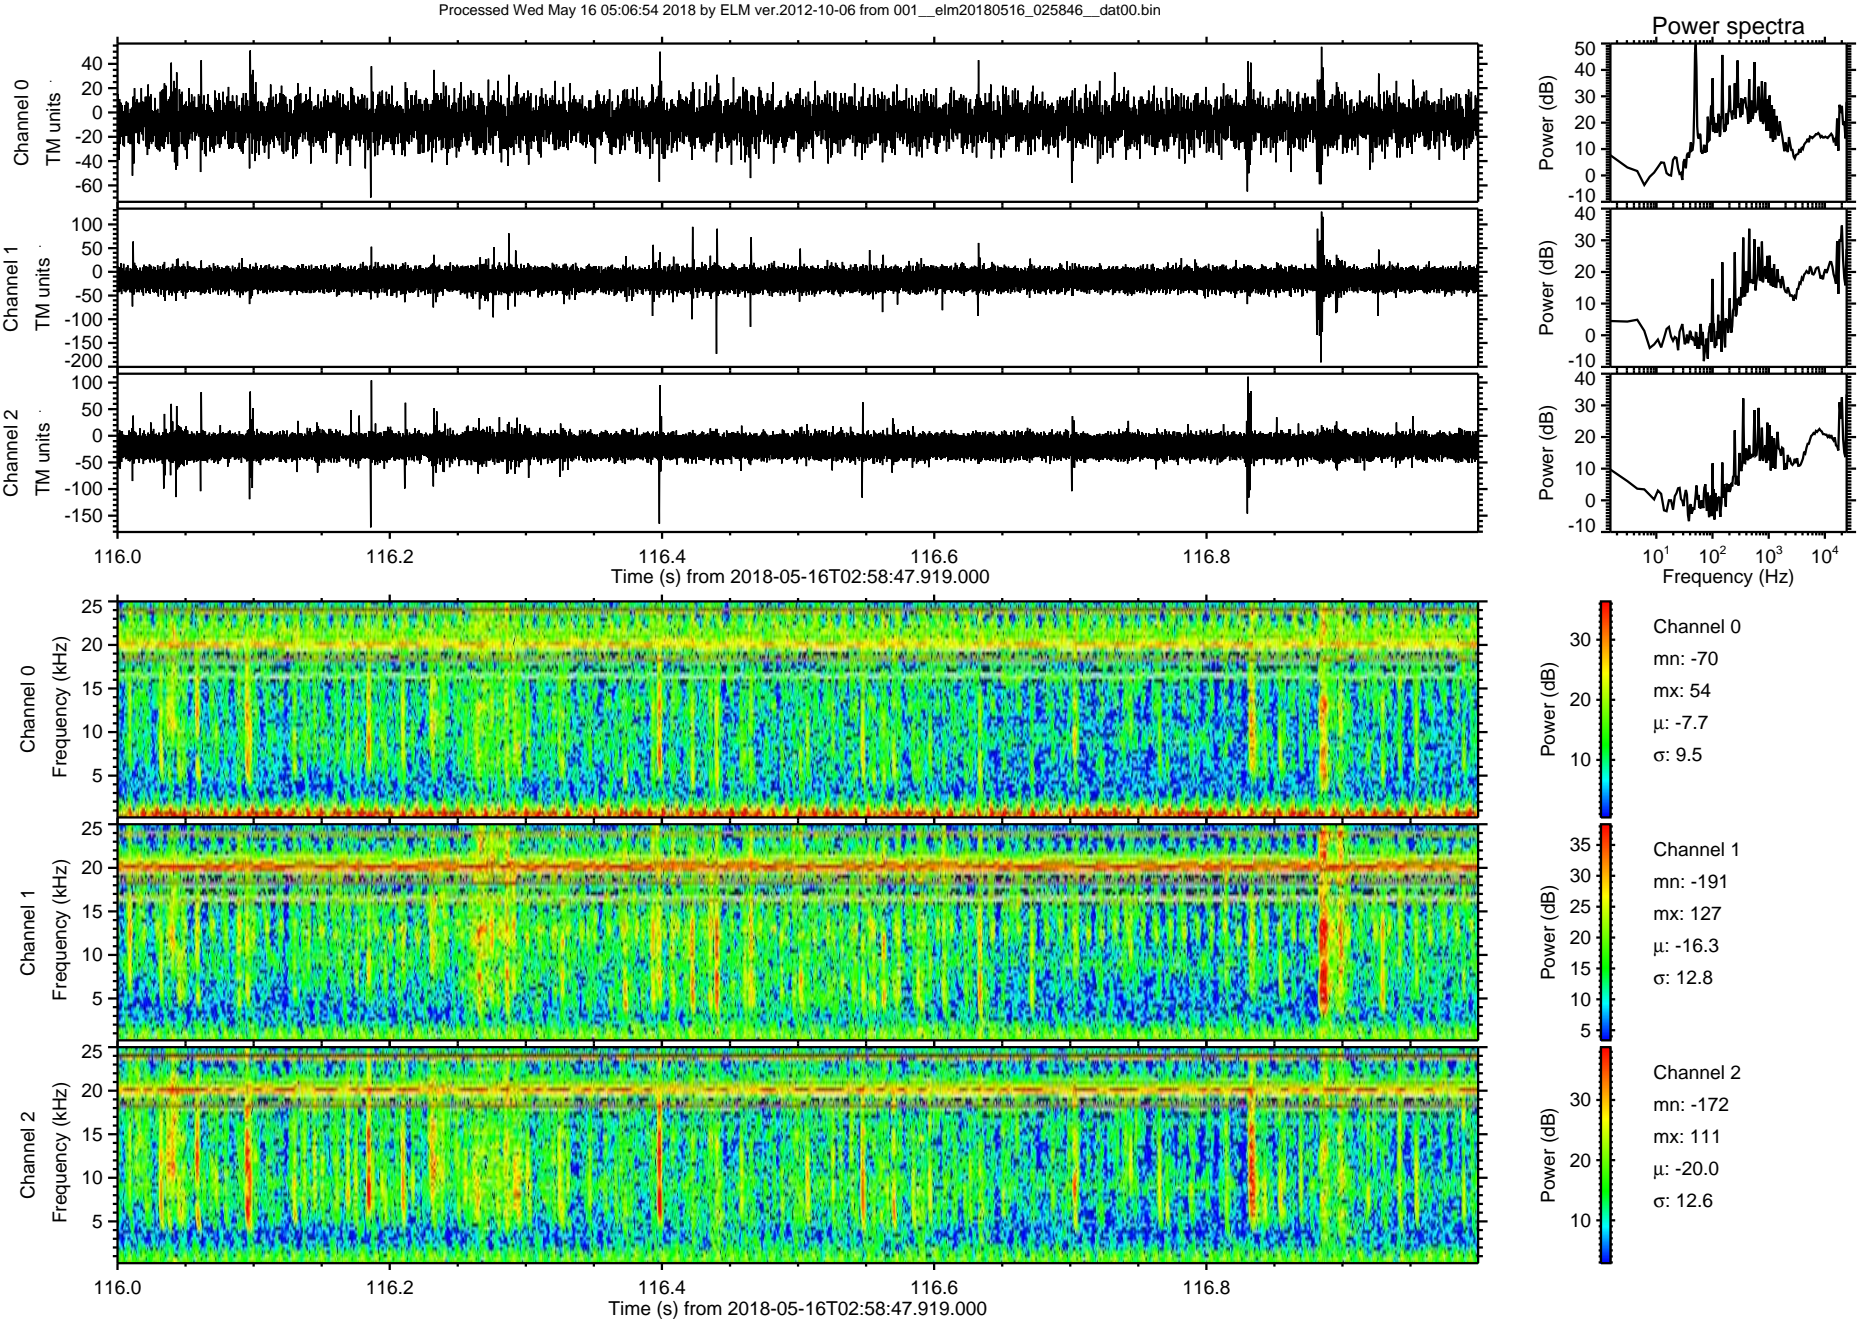 Processed Wed May 16 05:06:54 2018 by ELM ver.2012-10-06 from 001__elm20180516_025846__dat00.bin
Power spectra
Channel 0
TM units
40
20
0
-20
-40
-60
Power (dB)
50
40
30
20
10
0
-10
Channel 1
TM units
100
50
0
-50
-100
-150
-200
Power (dB)
40
30
20
10
0
-10
Channel 2
TM units
100
50
0
-50
-100
-150
Power (dB)
40
30
20
10
0
-10
116.0 116.2 116.4 116.6 116.8
Time (s) from 2018-05-16T02:58:47.919.000
10¹ 10² 10³ 10⁴
Frequency (Hz)
Channel 0
Frequency (kHz)
25
20
15
10
5
Power (dB)
30
20
10
Channel 0
mn: -70
mx: 54
μ: -7.7
σ: 9.5
Channel 1
Frequency (kHz)
25
20
15
10
5
Power (dB)
35
30
25
20
15
10
5
Channel 1
mn: -191
mx: 127
μ: -16.3
σ: 12.8
Channel 2
Frequency (kHz)
25
20
15
10
5
Power (dB)
30
20
10
Channel 2
mn: -172
mx: 111
μ: -20.0
σ: 12.6
116.0 116.2 116.4 116.6 116.8
Time (s) from 2018-05-16T02:58:47.919.000